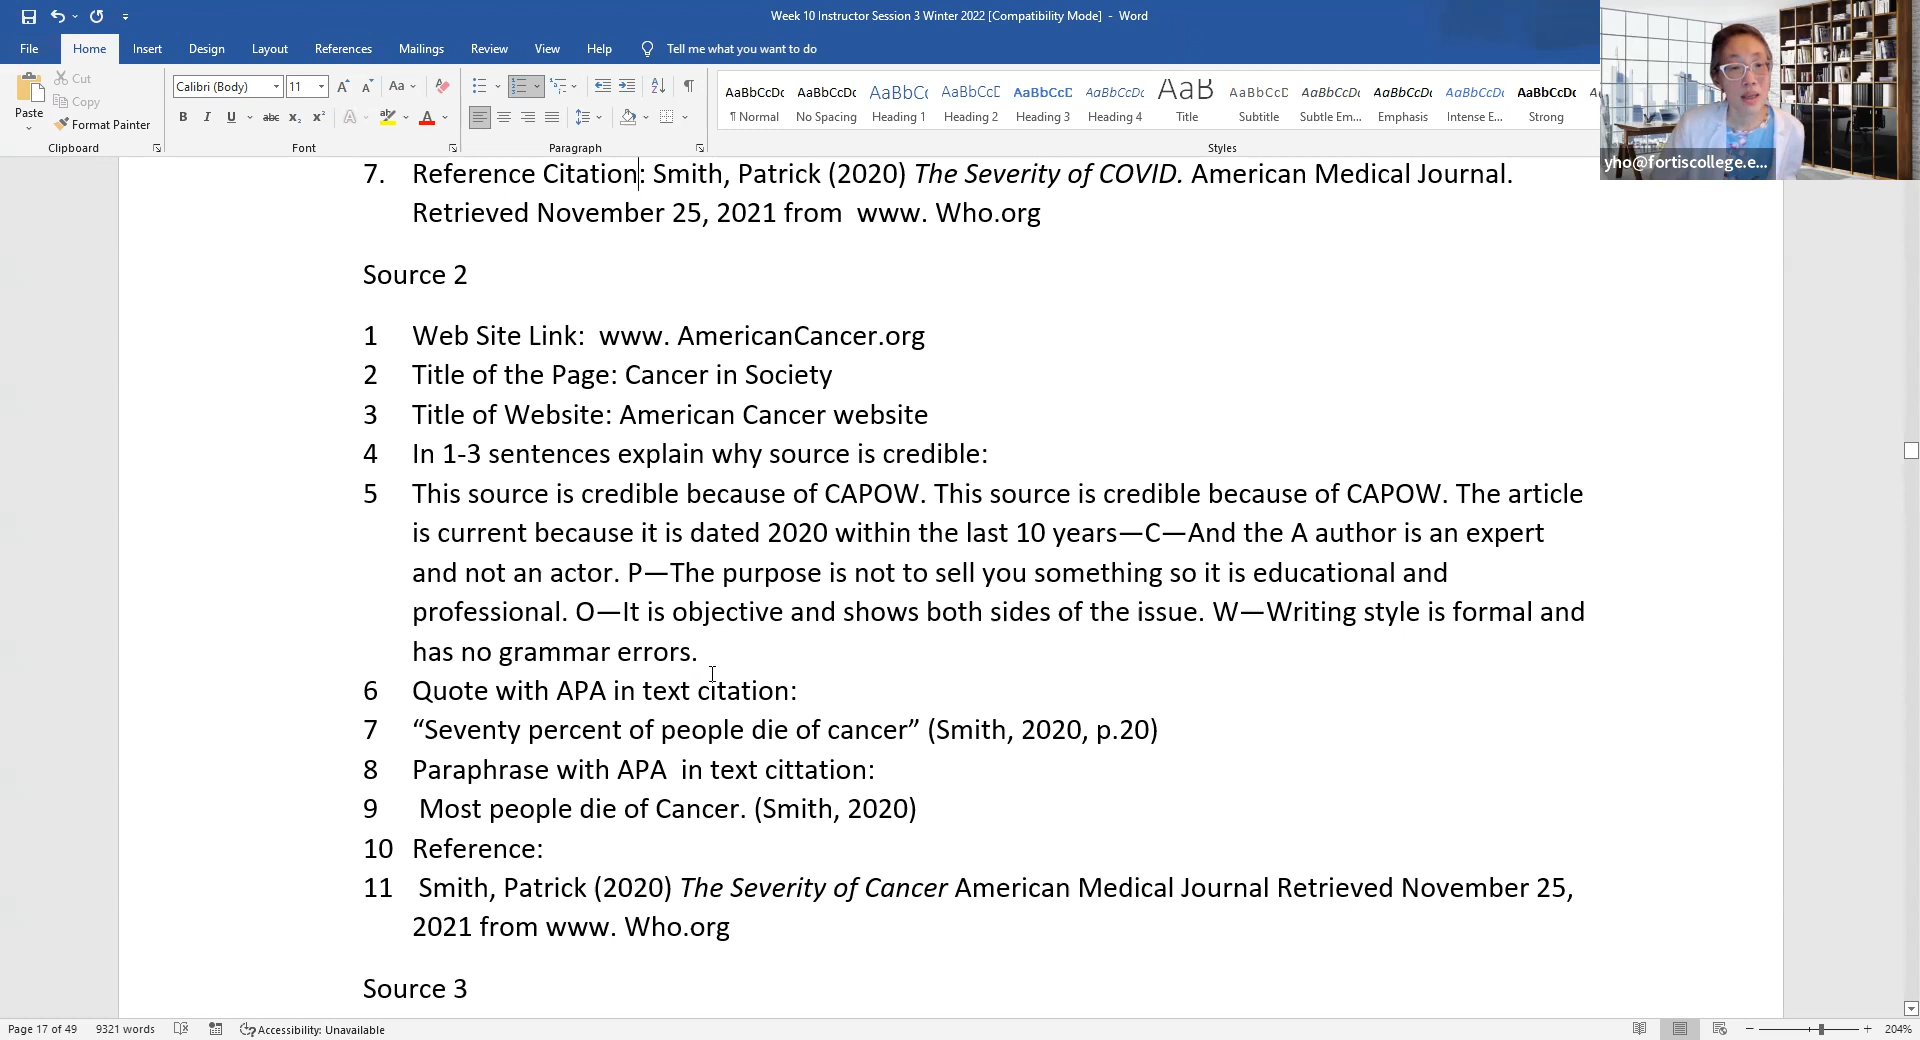 Week 10 Instructor Session 3 Winter 2022 [Compatibility Mode] - Word
File Home Insert Design Layout References Mailings Review View Help Tell me what you want to do
Cut
Copy
Paste
Format Painter
Calibri (Body) 11
Aa
B I U abc x₂ x² A ab A
AaBbCcDc AaBbCcDc AaBbC AaBbCcD AaBbCcD AaBbCcDc AaB AaBbCcD AaBbCcDc AaBbCcDc AaBbCcDc AaBbCcDc
¶ Normal No Spacing Heading 1 Heading 2 Heading 3 Heading 4 Title Subtitle Subtle Em... Emphasis Intense E... Strong
Clipboard Font Paragraph Styles
yho@fortiscollege.e...
7. Reference Citation: Smith, Patrick (2020) The Severity of COVID. American Medical Journal.
Retrieved November 25, 2021 from www. Who.org
Source 2
1 Web Site Link: www. AmericanCancer.org
2 Title of the Page: Cancer in Society
3 Title of Website: American Cancer website
4 In 1-3 sentences explain why source is credible:
5 This source is credible because of CAPOW. This source is credible because of CAPOW. The article
is current because it is dated 2020 within the last 10 years—C—And the A author is an expert
and not an actor. P—The purpose is not to sell you something so it is educational and
professional. O—It is objective and shows both sides of the issue. W—Writing style is formal and
has no grammar errors.
6 Quote with APA in text citation:
7 “Seventy percent of people die of cancer” (Smith, 2020, p.20)
8 Paraphrase with APA in text cittation:
9 Most people die of Cancer. (Smith, 2020)
10 Reference:
11 Smith, Patrick (2020) The Severity of Cancer American Medical Journal Retrieved November 25,
2021 from www. Who.org
Source 3
Page 17 of 49 9321 words Accessibility: Unavailable 204%